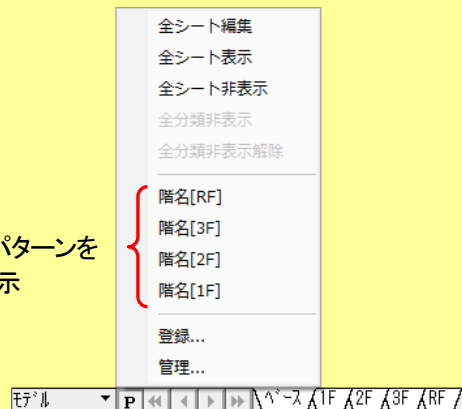 全シート編集
全シート表示
全シート非表示
全分類非表示
全分類非表示解除
階名[RF]
階名[3F]
階名[2F]
階名[1F]
パターンを
示
登録...
管理...
ﾓﾃﾞﾙ P ﾍﾞｰｽ 1F 2F 3F RF